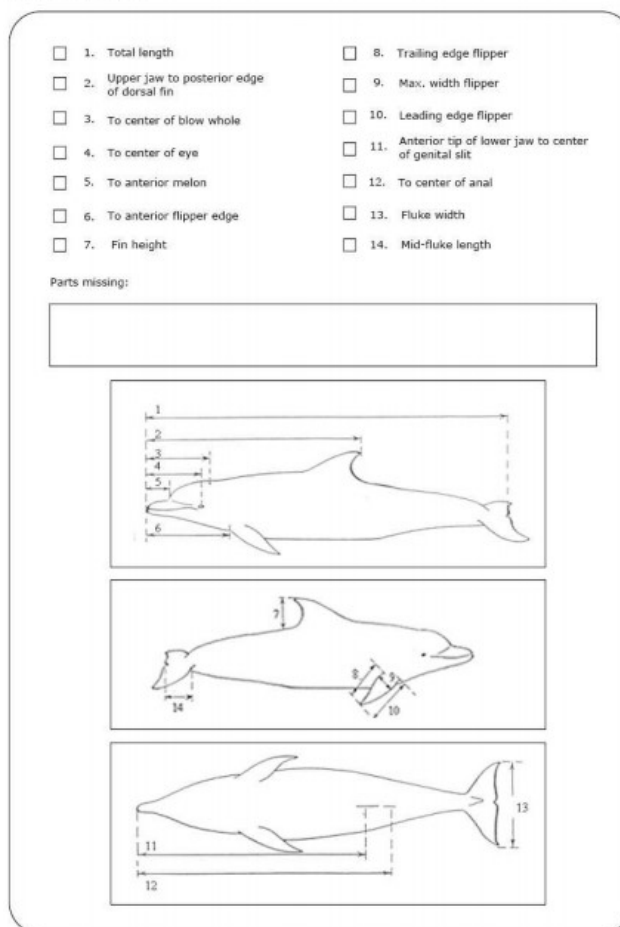 1. Total length
2. Upper jaw to posterior edge
of dorsal fin
3. To center of blow whole
4. To center of eye
5. To anterior melon
6. To anterior flipper edge
7. Fin height
8. Trailing edge flipper
9. Max. width flipper
10. Leading edge flipper
11. Anterior tip of lower jaw to center
of genital slit
12. To center of anal
13. Fluke width
14. Mid-fluke length
Parts missing:
1
2
3
4
5
6
7
8
9
10
14
11
12
13